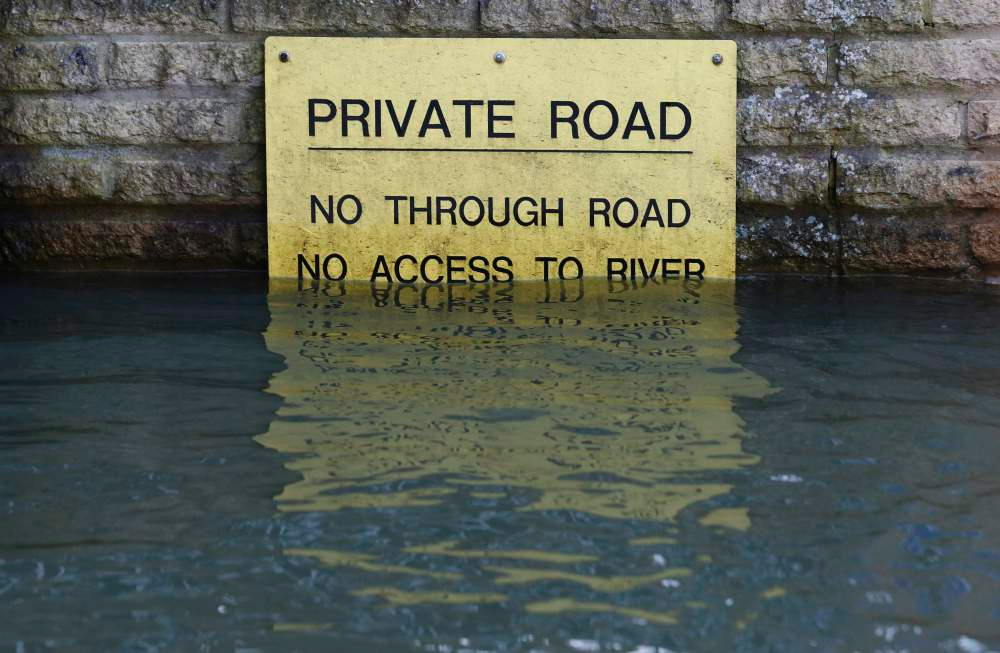 PRIVATE ROAD
NO THROUGH ROAD
NO ACCESS TO RIVER